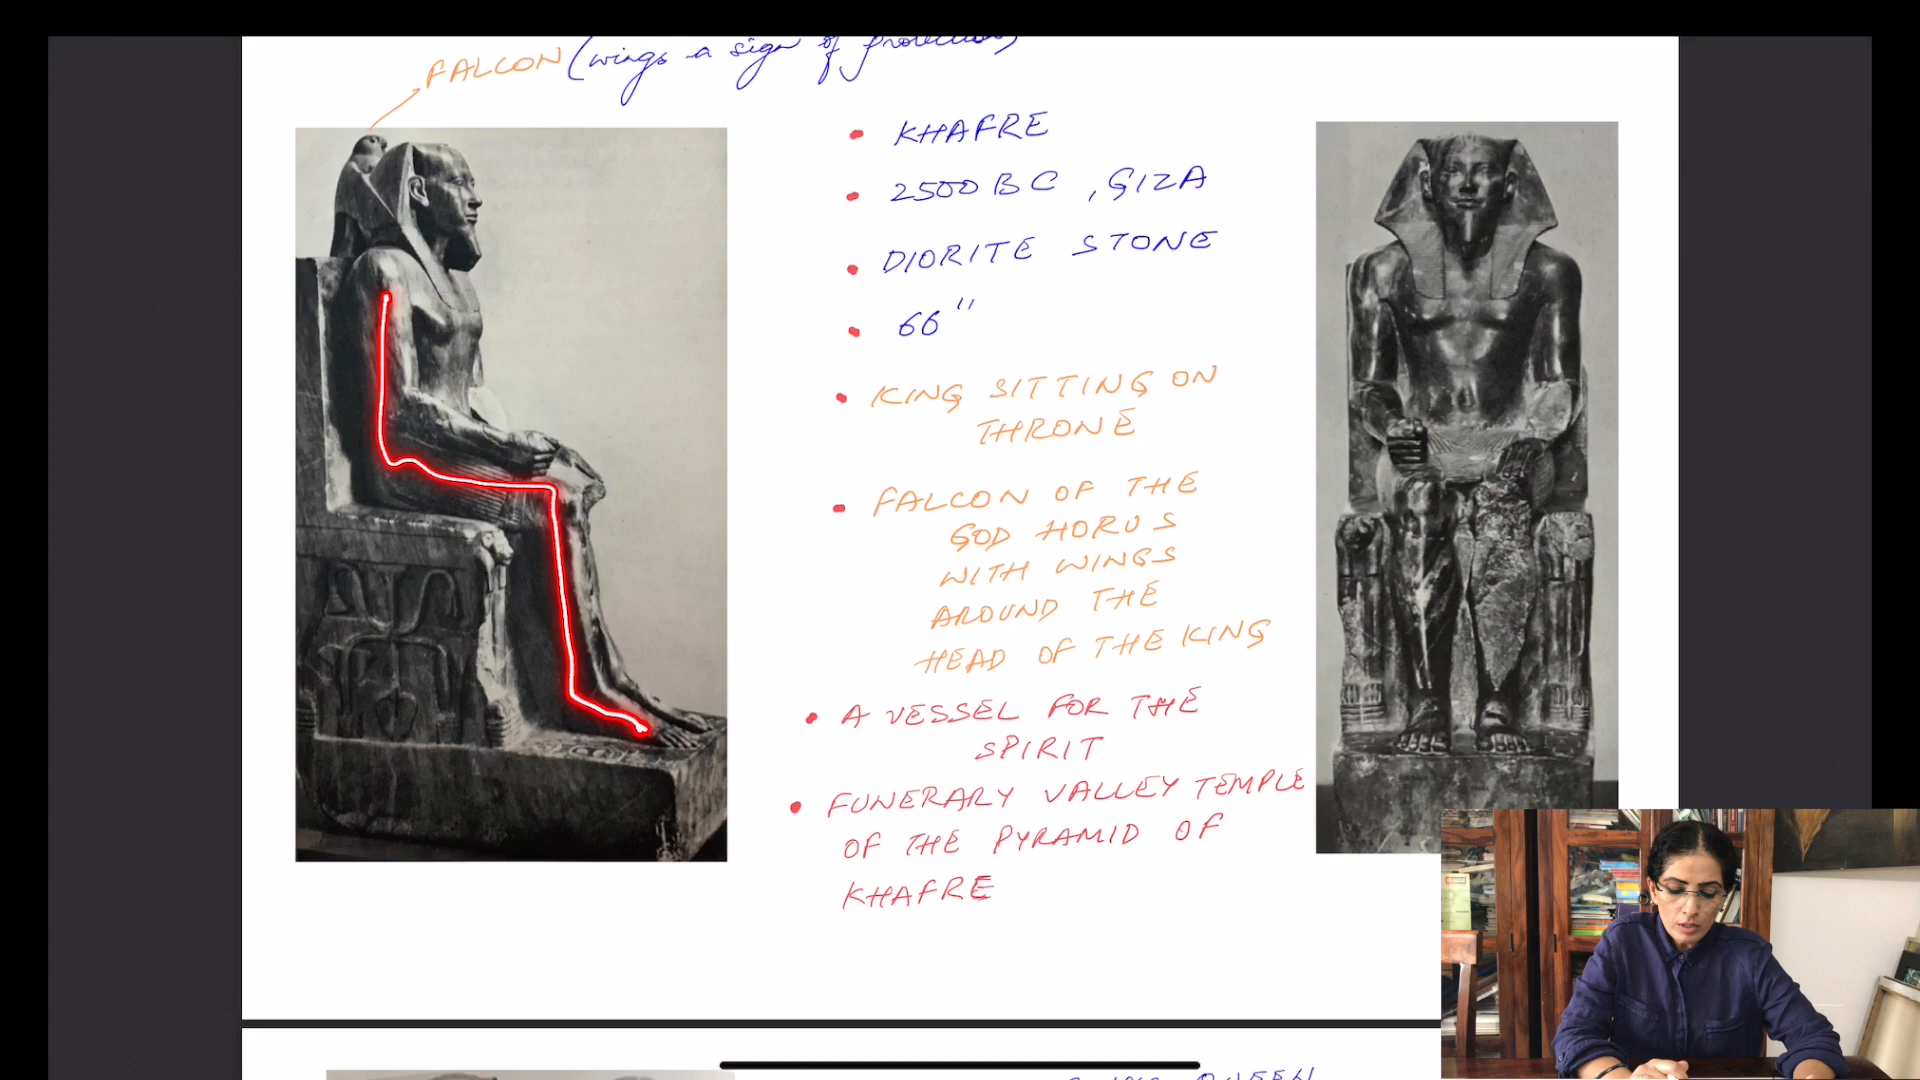 FALCON (wings a sign of protection)
• KHAFRE
• 2500 BC, GIZA
• DIORITE STONE
• 66"
• KING SITTING ON
THRONE
• FALCON OF THE
GOD HORUS
WITH WINGS
AROUND THE
HEAD OF THE KING
• A VESSEL FOR THE
SPIRIT
• FUNERARY VALLEY TEMPLE
OF THE PYRAMID OF
KHAFRE
QUEEN